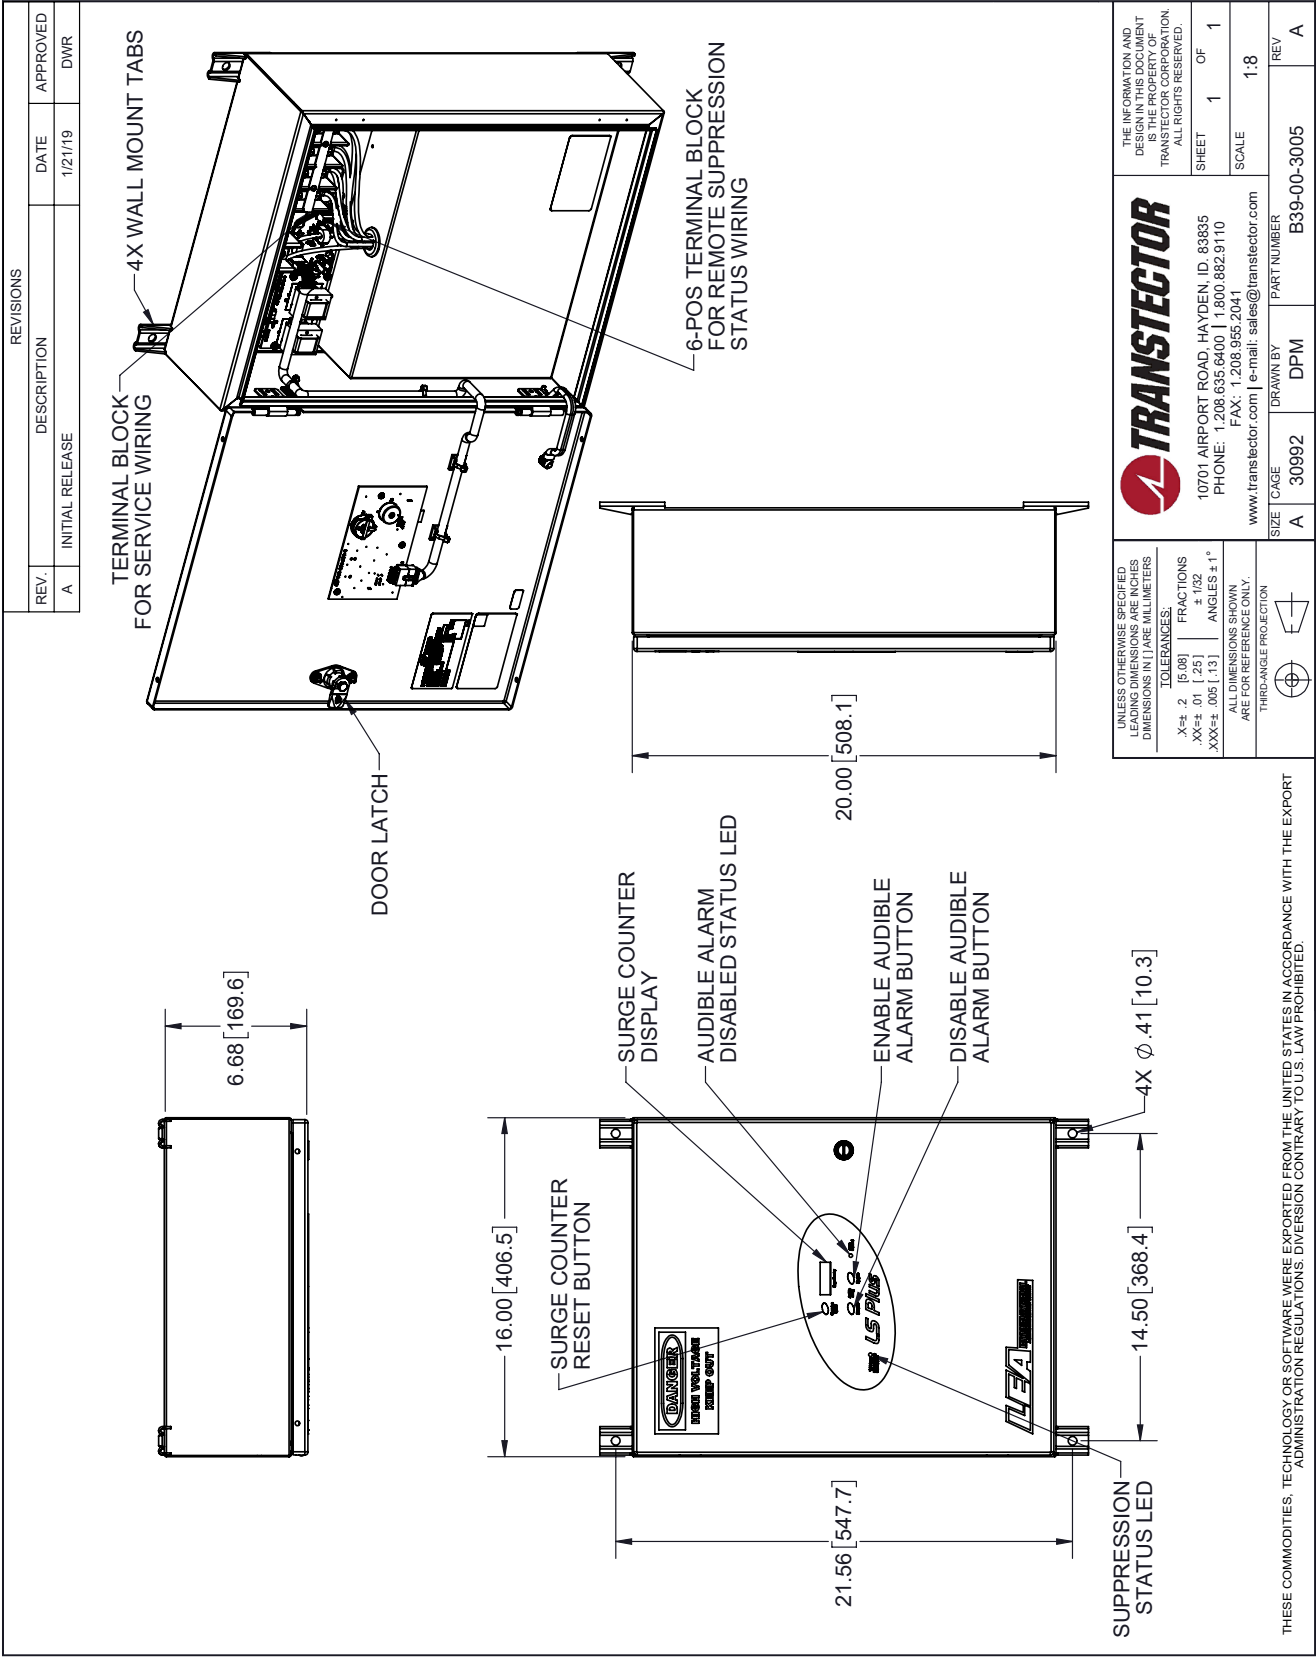 REVISIONS
REV. DESCRIPTION DATE APPROVED
A INITIAL RELEASE 1/21/19 DWR
4X WALL MOUNT TABS
TERMINAL BLOCK
FOR SERVICE WIRING
6-POS TERMINAL BLOCK
FOR REMOTE SUPPRESSION
STATUS WIRING
DOOR LATCH
6.68 [169.6]
20.00 [508.1]
16.00 [406.5]
SURGE COUNTER
RESET BUTTON
SURGE COUNTER
DISPLAY
AUDIBLE ALARM
DISABLED STATUS LED
ENABLE AUDIBLE
ALARM BUTTON
DISABLE AUDIBLE
ALARM BUTTON
DANGER
HIGH VOLTAGE
KEEP OUT
LS Plus
LEA
4X ⌀ .41 [10.3]
14.50 [368.4]
21.56 [547.7]
SUPPRESSION
STATUS LED
THESE COMMODITIES, TECHNOLOGY OR SOFTWARE WERE EXPORTED FROM THE UNITED STATES IN ACCORDANCE WITH THE EXPORT
ADMINISTRATION REGULATIONS. DIVERSION CONTRARY TO U.S. LAW PROHIBITED.
UNLESS OTHERWISE SPECIFIED
LEADING DIMENSIONS ARE INCHES
DIMENSIONS IN [ ] ARE MILLIMETERS
TOLERANCES:
.X=± .2 [5.08] FRACTIONS
.XX=± .01 [.25] ± 1/32
.XXX=± .005 [.13] ANGLES ± 1°
ALL DIMENSIONS SHOWN
ARE FOR REFERENCE ONLY.
THIRD-ANGLE PROJECTION
TRANSTECTOR
10701 AIRPORT ROAD, HAYDEN, ID. 83835
PHONE: 1.208.635.6400 | 1.800.882.9110
FAX: 1.208.955.2041
www.transtector.com | e-mail: sales@transtector.com
THE INFORMATION AND
DESIGN IN THIS DOCUMENT
IS THE PROPERTY OF
TRANSTECTOR CORPORATION.
ALL RIGHTS RESERVED.
SHEET 1 OF 1
SCALE 1:8
SIZE A
CAGE 30992
DRAWN BY DPM
PART NUMBER B39-00-3005
REV A